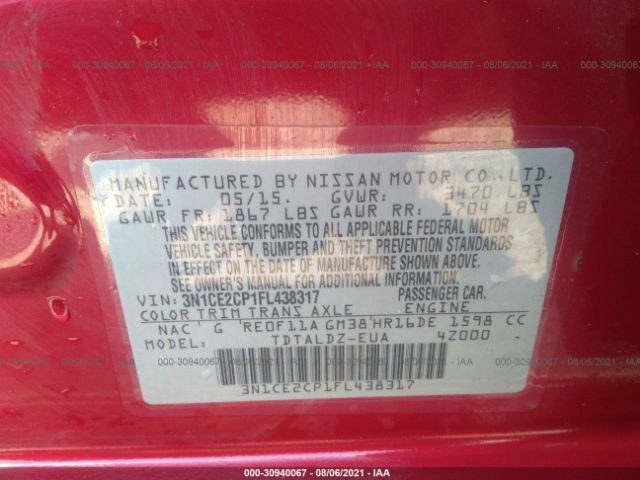 000-30940067 - 08/06/2021 - IAA 000-30940067 - 08/06/2021 - IAA 000-30940067 - 08/06/2021 - IAA
MANUFACTURED BY NISSAN MOTOR CO.,LTD.
DATE: 05/15. GVWR: 3470 LBS
GAWR FR: 1867 LBS GAWR RR: 1704 LBS
THIS VEHICLE CONFORMS TO ALL APPLICABLE FEDERAL MOTOR
VEHICLE SAFETY, BUMPER AND THEFT PREVENTION STANDARDS
IN EFFECT ON THE DATE OF MANUFACTURE SHOWN ABOVE.
SEE OWNER'S MANUAL FOR ADDITIONAL INFORMATION.
VIN: 3N1CE2CP1FL438317 PASSENGER CAR.
COLOR TRIM TRANS AXLE ENGINE
NAC G RE0F11A GM38 HR16DE 1598 CC
MODEL: TDTALDZ-EUA 4Z000
3N1CE2CP1FL438317
000-30940067 - 08/06/2021 - IAA